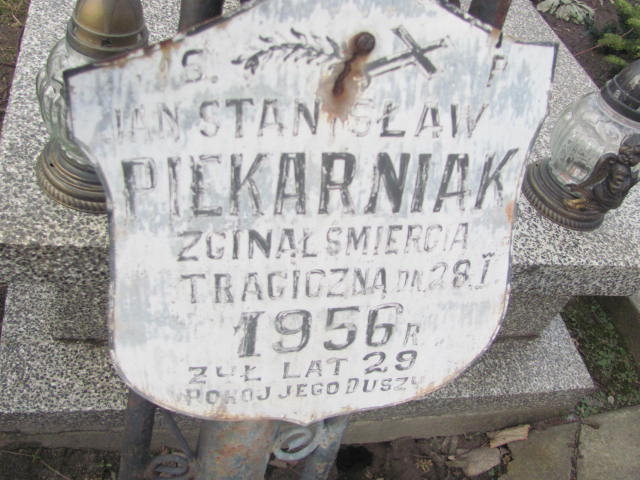 Ś. P
JAN STANISŁAW
PIEKARNIAK
ZGINĄŁ ŚMIERCIĄ
TRAGICZNĄ DN. 28.I
1956 R
ŻYŁ LAT 29
POKÓJ JEGO DUSZY